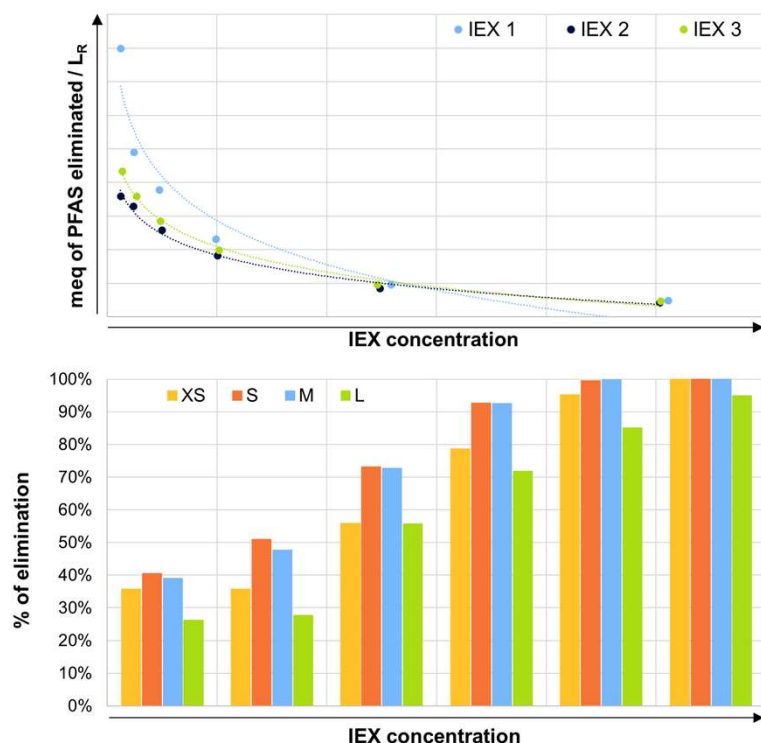 IEX 1 IEX 2 IEX 3
meq of PFAS eliminated / L_R
IEX concentration
XS S M L
% of elimination
100%
90%
80%
70%
60%
50%
40%
30%
20%
10%
0%
IEX concentration